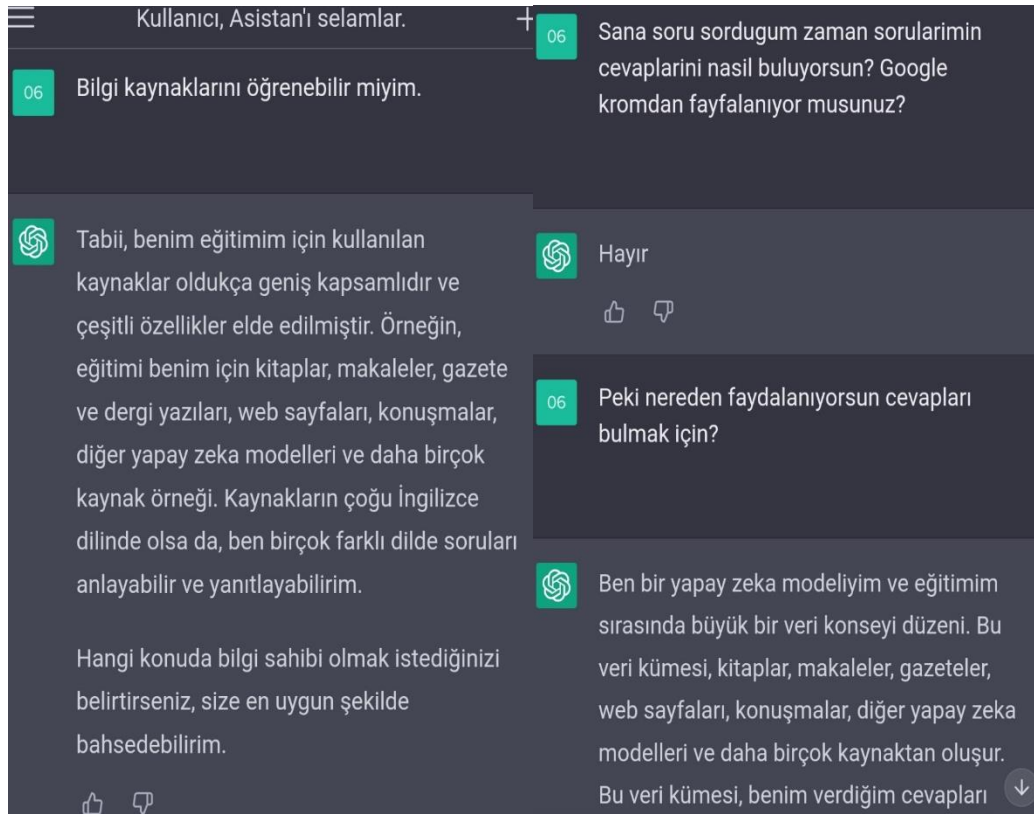 Kullanıcı, Asistan'ı selamlar.
06
Bilgi kaynaklarını öğrenebilir miyim.
Tabii, benim eğitimim için kullanılan
kaynaklar oldukça geniş kapsamlıdır ve
çeşitli özellikler elde edilmiştir. Örneğin,
eğitimi benim için kitaplar, makaleler, gazete
ve dergi yazıları, web sayfaları, konuşmalar,
diğer yapay zeka modelleri ve daha birçok
kaynak örneği. Kaynakların çoğu İngilizce
dilinde olsa da, ben birçok farklı dilde soruları
anlayabilir ve yanıtlayabilirim.
Hangi konuda bilgi sahibi olmak istediğinizi
belirtirseniz, size en uygun şekilde
bahsedebilirim.
06
Sana soru sordugum zaman sorularimin
cevaplarini nasil buluyorsun? Google
kromdan fayfalanıyor musunuz?
Hayır
06
Peki nereden faydalanıyorsun cevapları
bulmak için?
Ben bir yapay zeka modeliyim ve eğitimim
sırasında büyük bir veri konseyi düzeni. Bu
veri kümesi, kitaplar, makaleler, gazeteler,
web sayfaları, konuşmalar, diğer yapay zeka
modelleri ve daha birçok kaynaktan oluşur.
Bu veri kümesi, benim verdiğim cevapları